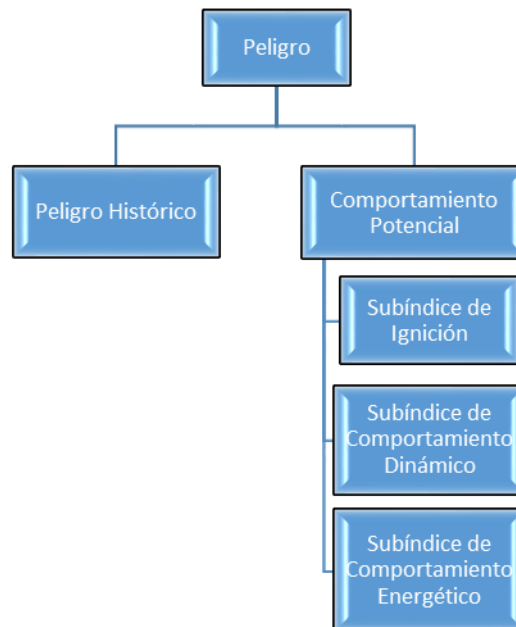 Peligro
Peligro Histórico
Comportamiento
Potencial
Subíndice de
Ignición
Subíndice de
Comportamiento
Dinámico
Subíndice de
Comportamiento
Energético